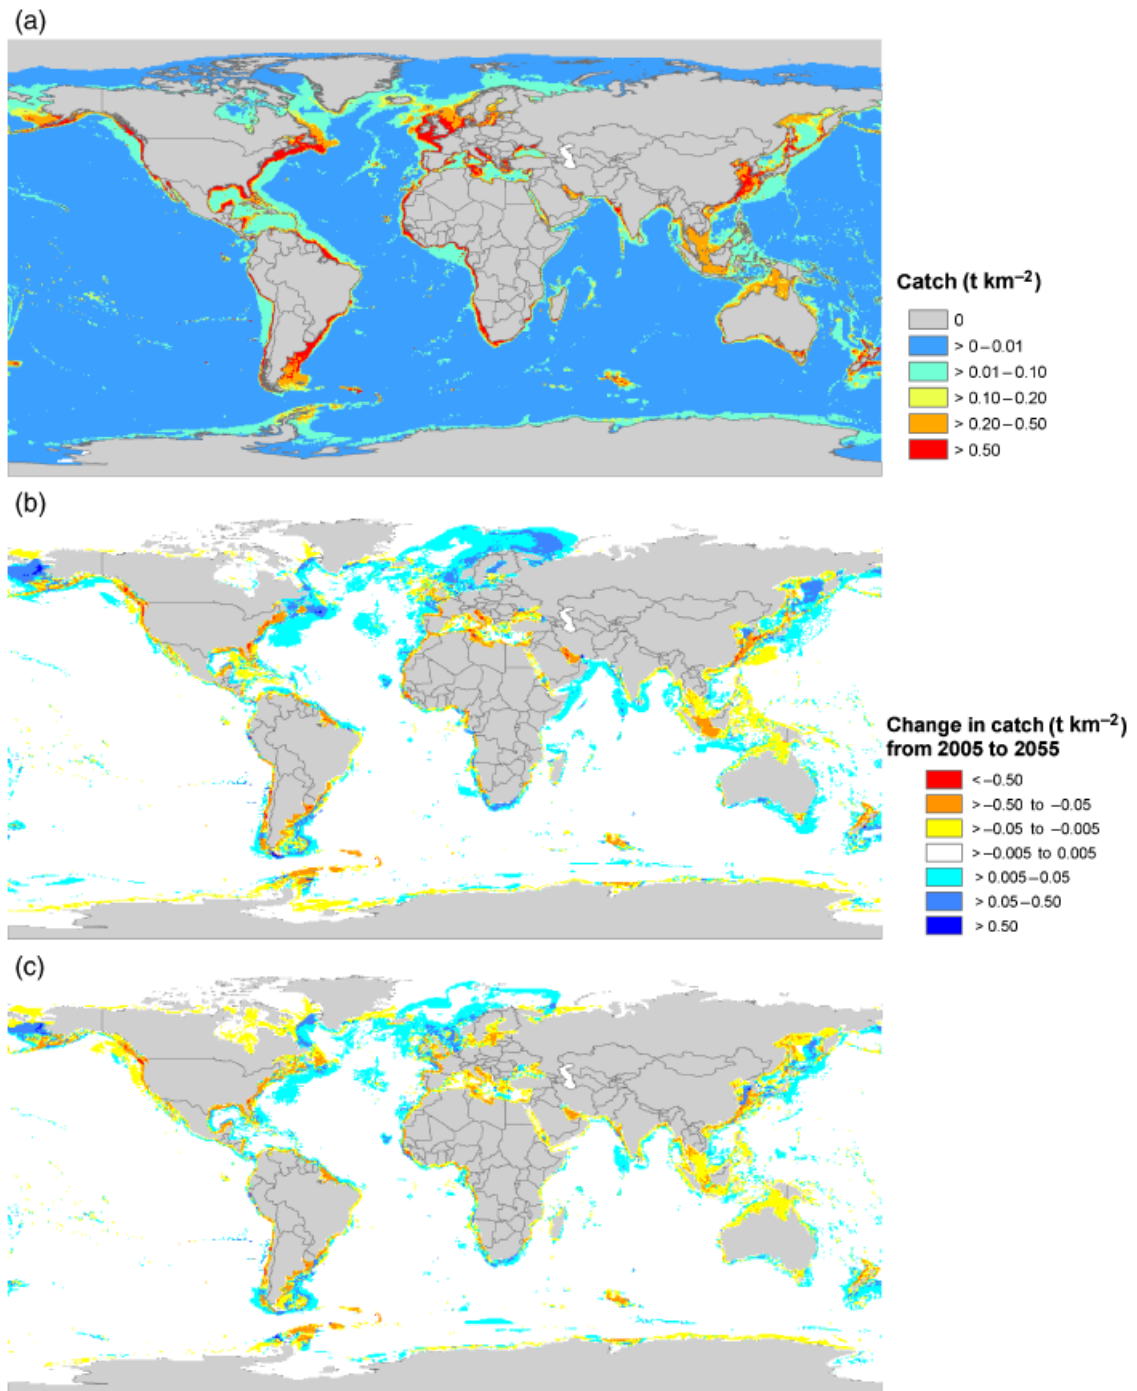 (a)
Catch (t km⁻²)
0
> 0–0.01
> 0.01–0.10
> 0.10–0.20
> 0.20–0.50
> 0.50
(b)
Change in catch (t km⁻²)
from 2005 to 2055
< –0.50
> –0.50 to –0.05
> –0.05 to –0.005
> –0.005 to 0.005
> 0.005–0.05
> 0.05–0.50
> 0.50
(c)